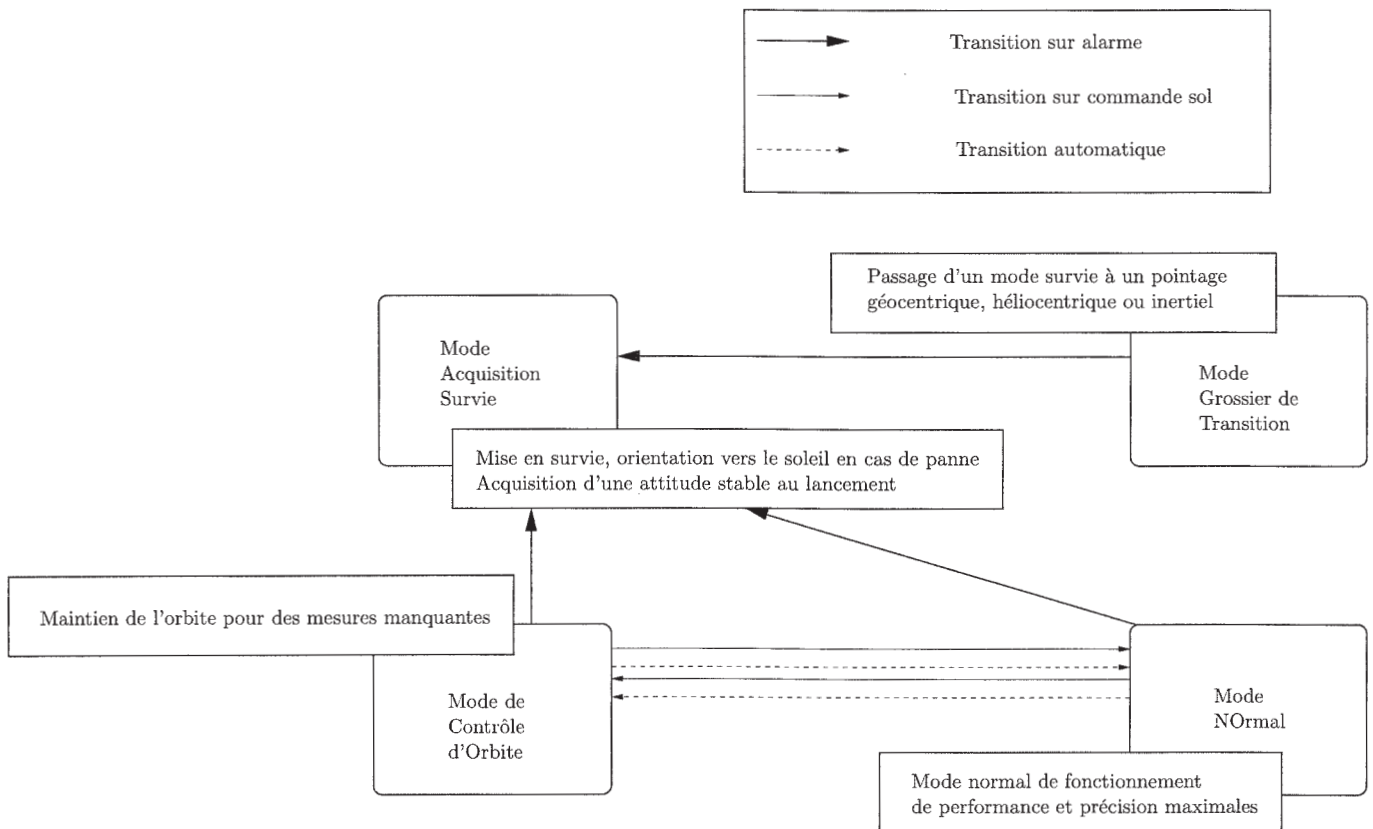 Transition sur alarme
Transition sur commande sol
Transition automatique
Passage d'un mode survie à un pointage
géocentrique, héliocentrique ou inertiel
Mode
Acquisition
Survie
Mode
Grossier de
Transition
Mise en survie, orientation vers le soleil en cas de panne
Acquisition d'une attitude stable au lancement
Maintien de l'orbite pour des mesures manquantes
Mode de
Contrôle
d'Orbite
Mode
NOrmal
Mode normal de fonctionnement
de performance et précision maximales